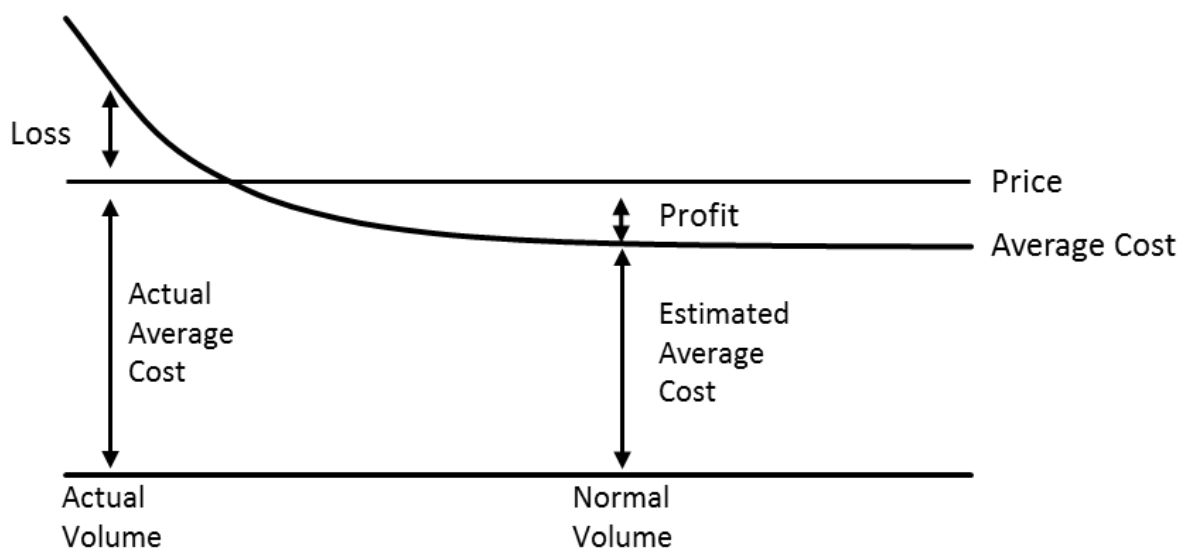 Loss
Price
Profit
Average Cost
Actual
Average
Cost
Estimated
Average
Cost
Actual
Volume
Normal
Volume